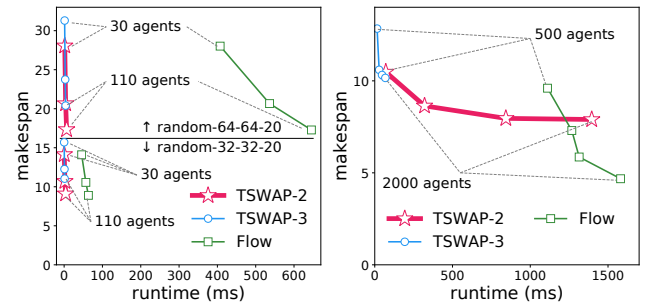 makespan
30
25
20
15
10
5
0
30 agents
110 agents
↑ random-64-64-20
↓ random-32-32-20
30 agents
110 agents
TSWAP-2
TSWAP-3
Flow
0 100 200 300 400 500 600
runtime (ms)
makespan
10
5
0
500 agents
2000 agents
TSWAP-2
TSWAP-3
Flow
0 500 1000 1500
runtime (ms)